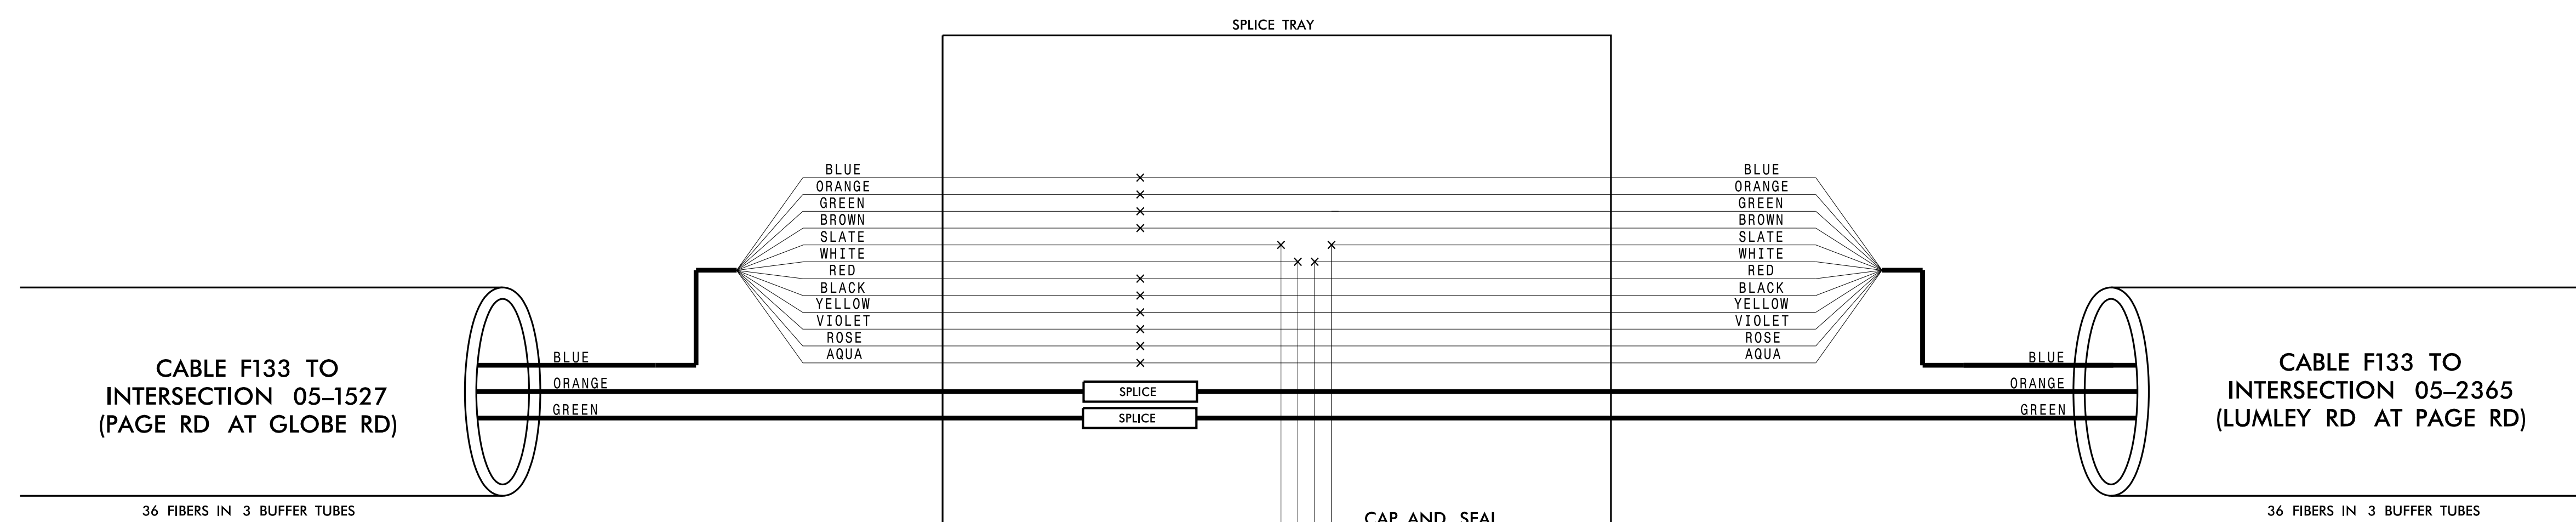 SPLICE TRAY
BLUE
ORANGE
GREEN
BROWN
SLATE
WHITE
RED
BLACK
YELLOW
VIOLET
ROSE
AQUA
BLUE
ORANGE
GREEN
BROWN
SLATE
WHITE
RED
BLACK
YELLOW
VIOLET
ROSE
AQUA
CABLE F133 TO
INTERSECTION 05–1527
(PAGE RD AT GLOBE RD)
BLUE
ORANGE
GREEN
SPLICE
SPLICE
BLUE
ORANGE
GREEN
CABLE F133 TO
INTERSECTION 05–2365
(LUMLEY RD AT PAGE RD)
36 FIBERS IN 3 BUFFER TUBES
CAP AND SEAL
36 FIBERS IN 3 BUFFER TUBES